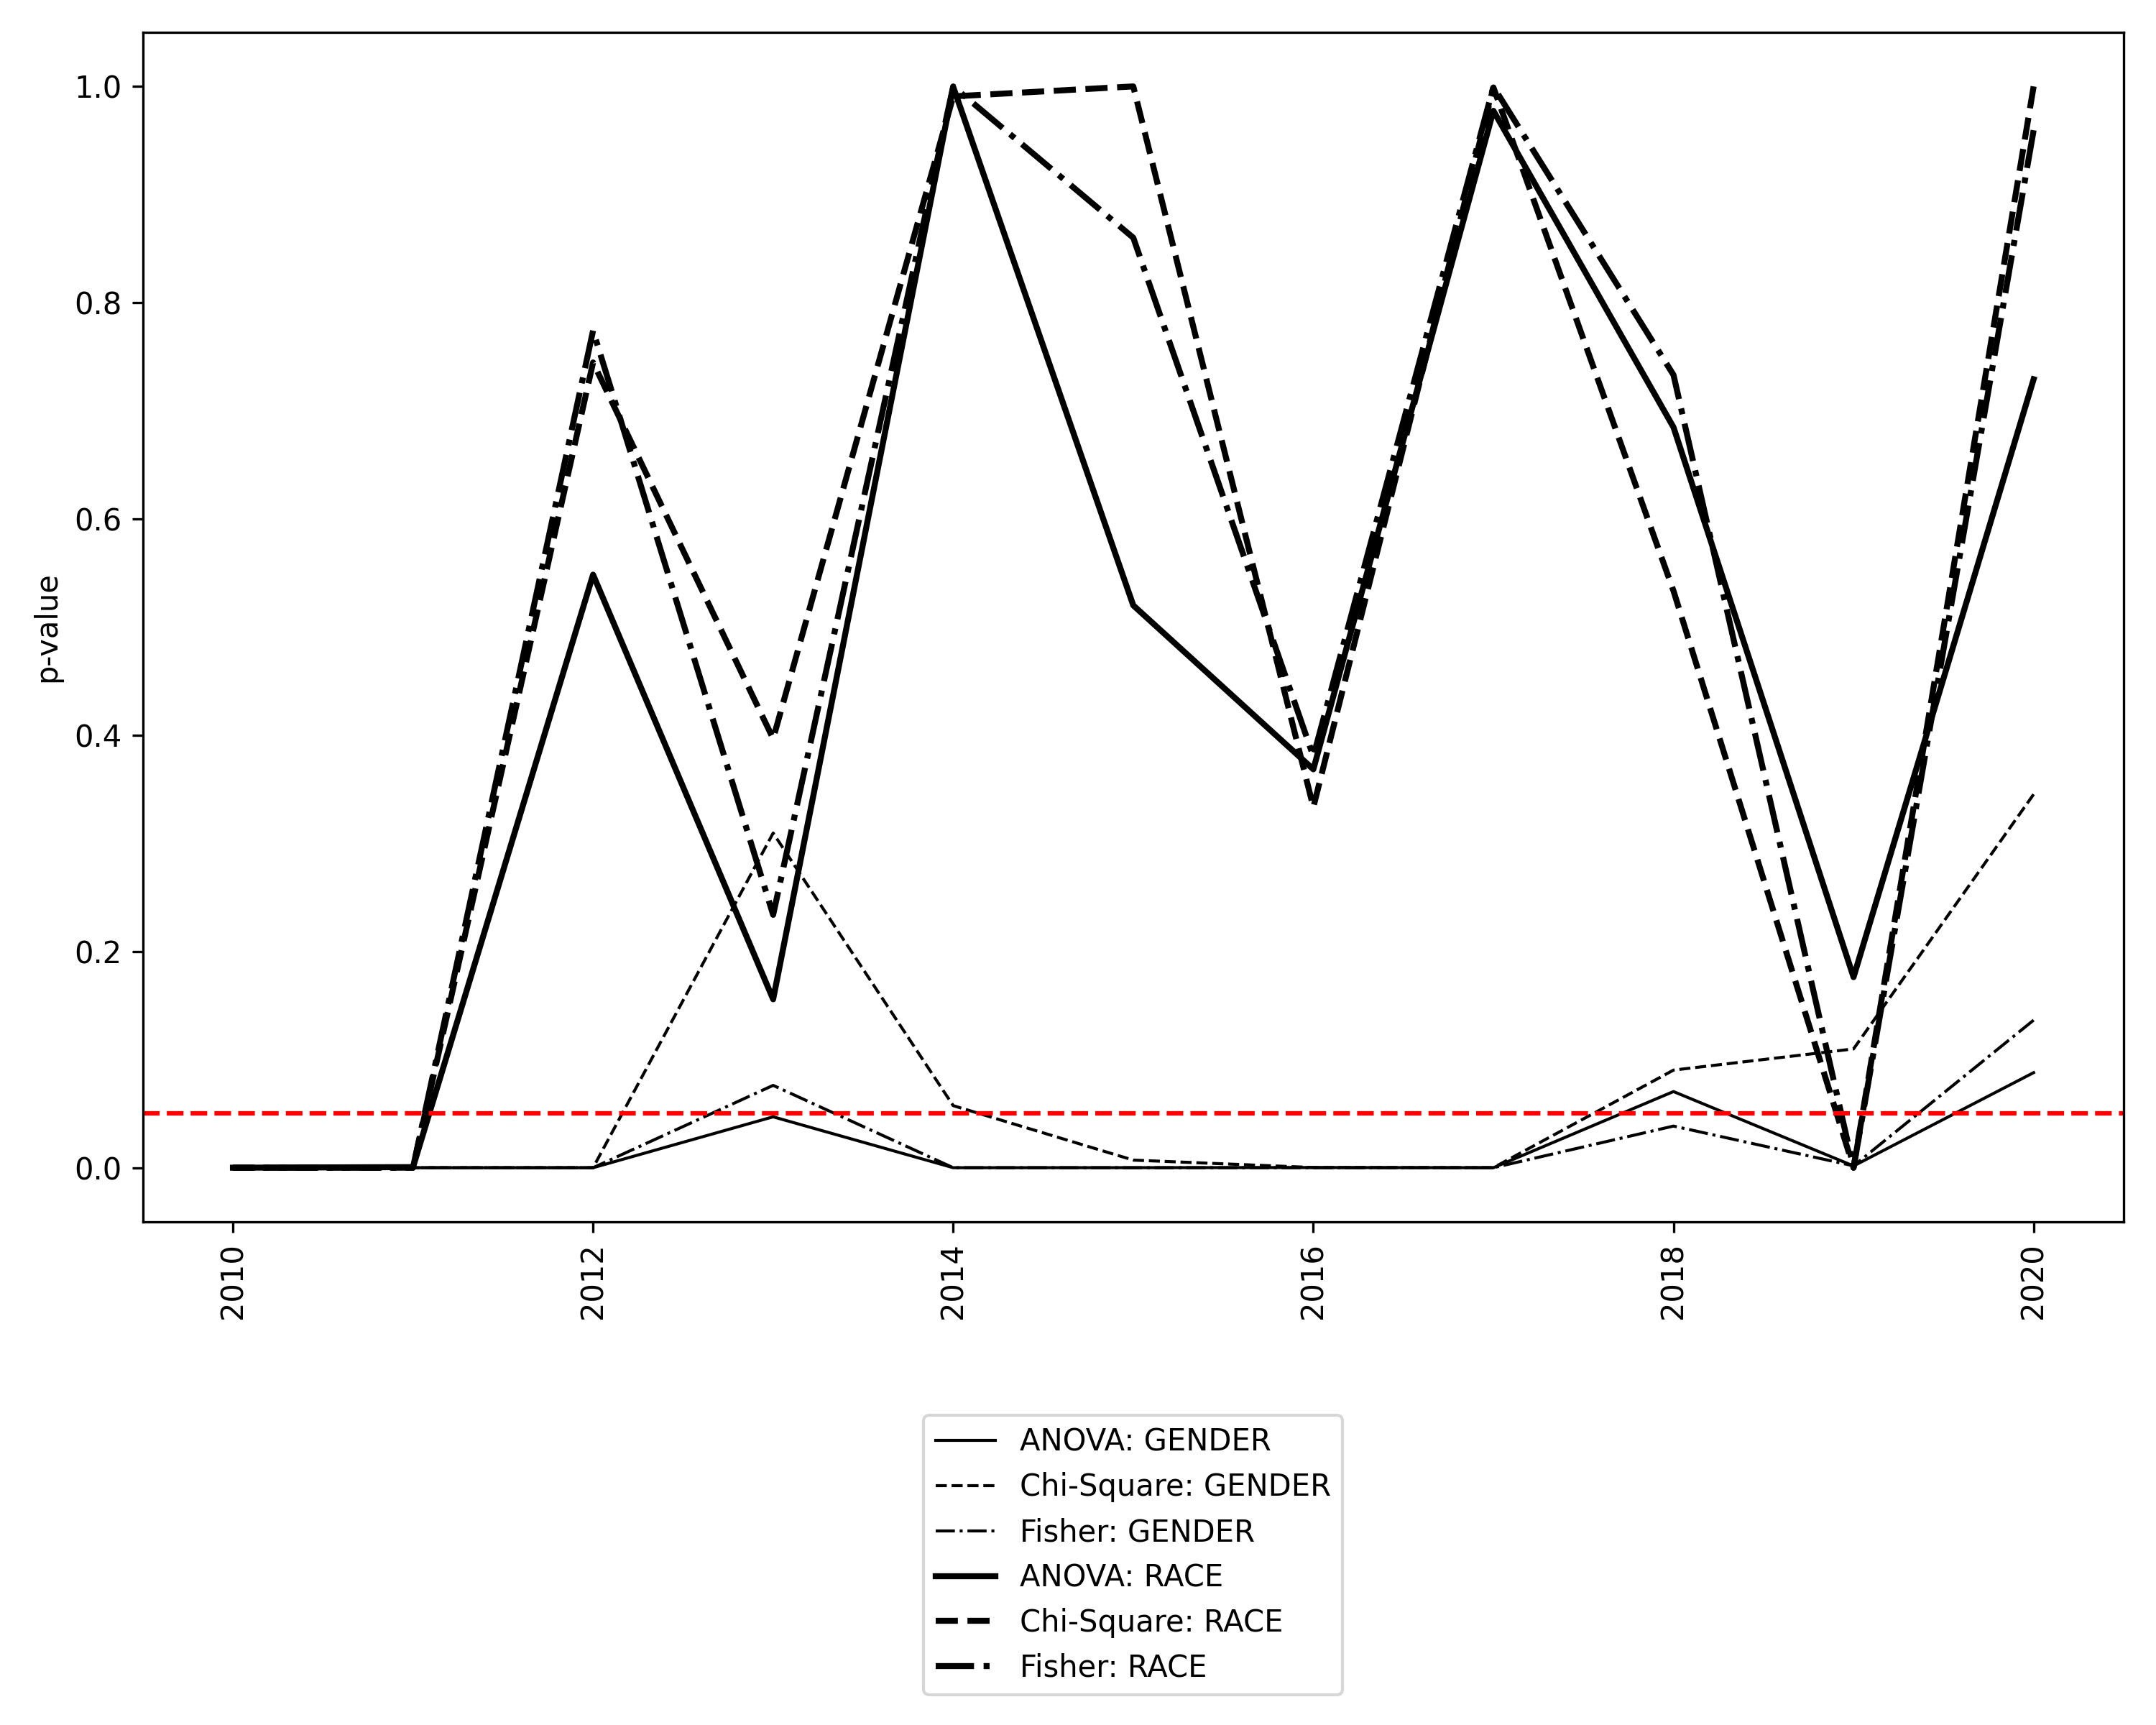 1.0
0.8
0.6
0.4
0.2
0.0
p-value
2010 2012 2014 2016 2018 2020
ANOVA: GENDER
Chi-Square: GENDER
Fisher: GENDER
ANOVA: RACE
Chi-Square: RACE
Fisher: RACE